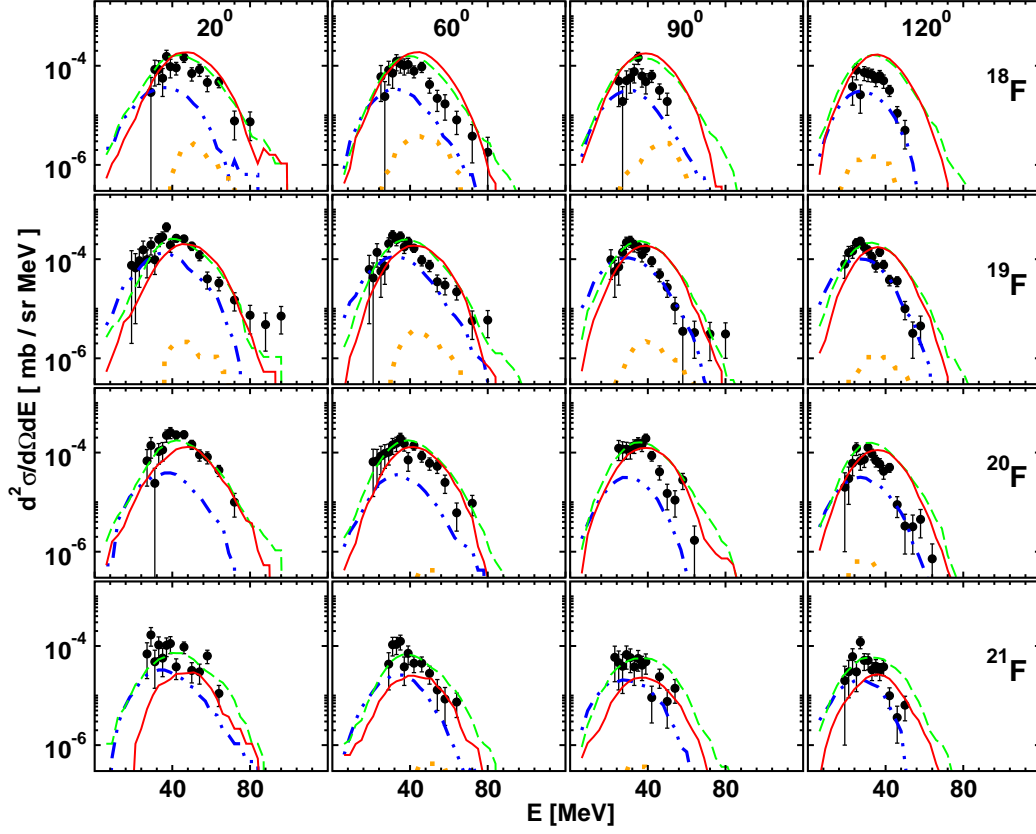 20⁰ 60⁰ 90⁰ 120⁰
10⁻⁴ ¹⁸F
10⁻⁶
10⁻⁴ ¹⁹F
10⁻⁶
10⁻⁴ ²⁰F
10⁻⁶
10⁻⁴ ²¹F
10⁻⁶
d²σ/dΩdE [ mb / sr MeV ]
40 80 40 80 40 80 40 80
E [MeV]